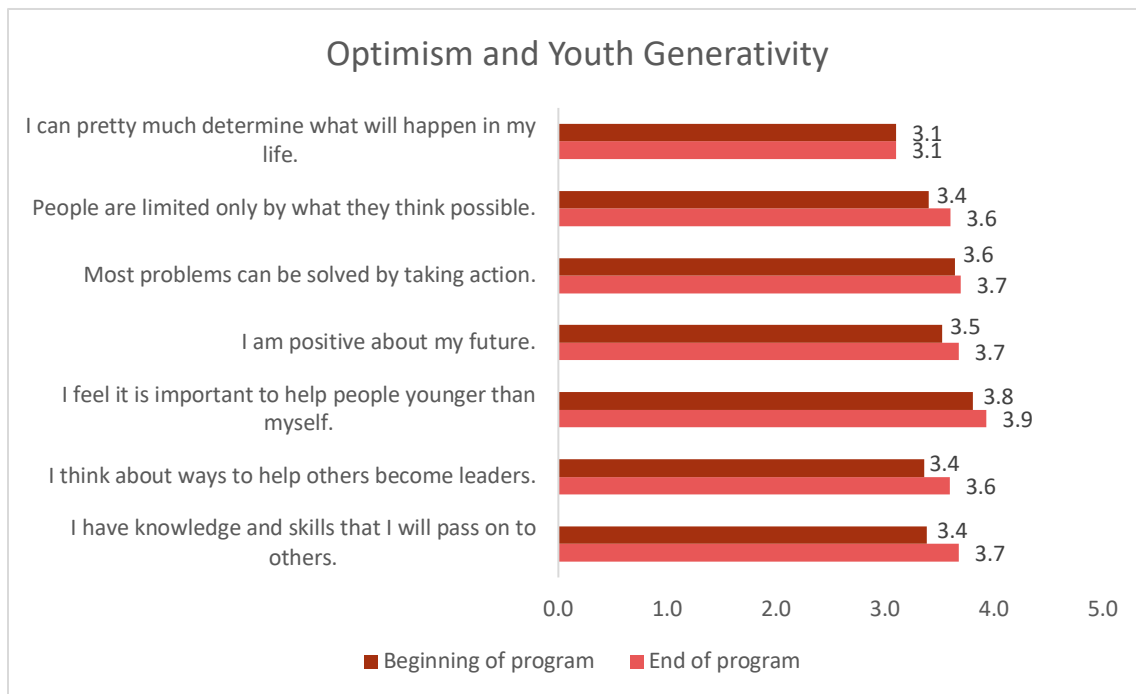 Optimism and Youth Generativity
I can pretty much determine what will happen in my
life.
3.1
3.1
People are limited only by what they think possible.
3.4
3.6
Most problems can be solved by taking action.
3.6
3.7
I am positive about my future.
3.5
3.7
I feel it is important to help people younger than
myself.
3.8
3.9
I think about ways to help others become leaders.
3.4
3.6
I have knowledge and skills that I will pass on to
others.
3.4
3.7
0.0 1.0 2.0 3.0 4.0 5.0
Beginning of program End of program